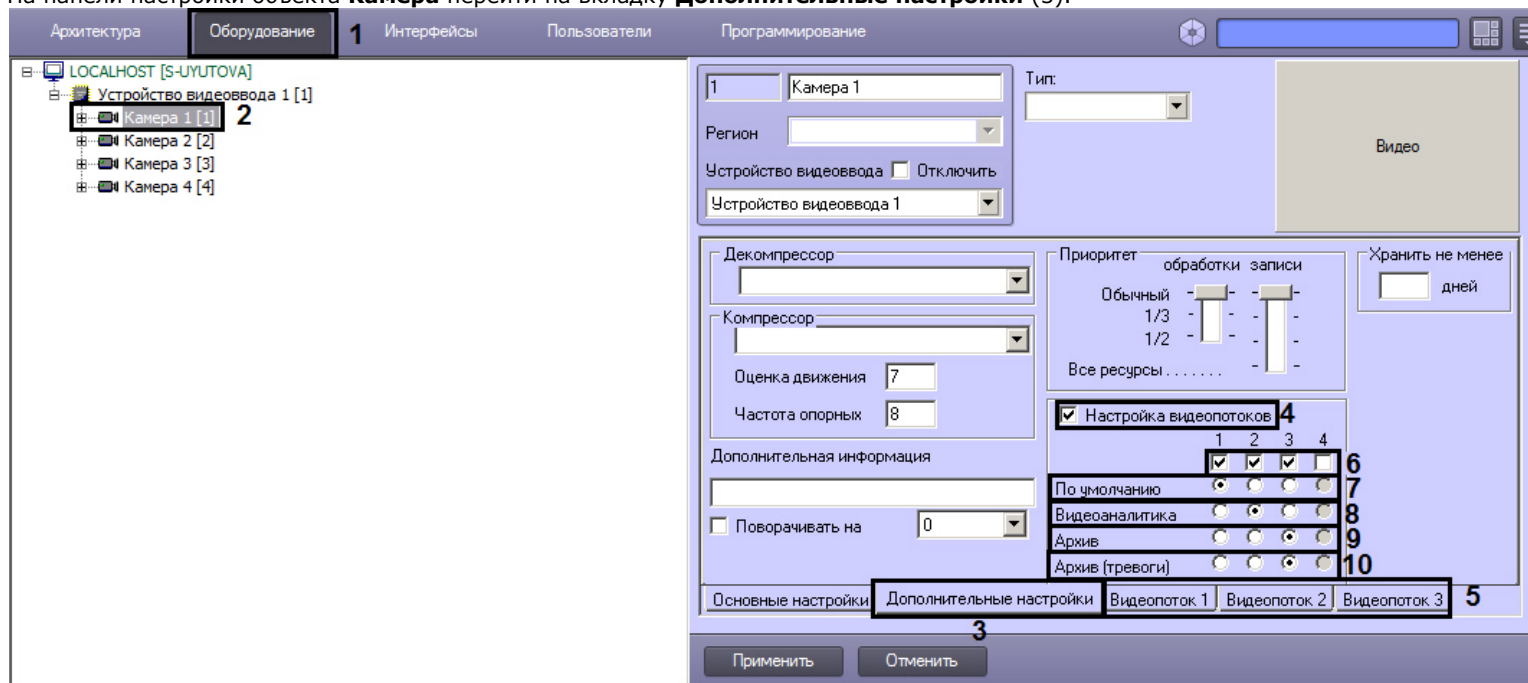 На панели настройки объекта Камера перейти на вкладку Дополнительные настройки (3).
Архитектура Оборудование 1 Интерфейсы Пользователи Программирование
LOCALHOST [S-UYUTOVA]
Устройство видеоввода 1 [1]
Камера 1 [1] 2
Камера 2 [2]
Камера 3 [3]
Камера 4 [4]
1 Камера 1
Тип:
Регион
Устройство видеоввода Отключить
Устройство видеоввода 1
Видео
Декомпрессор
Компрессор
Оценка движения 7
Частота опорных 8
Дополнительная информация
Поворачивать на 0
Приоритет
обработки записи
Обычный
1/3
1/2
Все ресурсы.......
Хранить не менее
дней
Настройка видеопотоков 4
1 2 3 4
6
По умолчанию 7
Видеоаналитика 8
Архив 9
Архив (тревоги) 10
Основные настройки Дополнительные настройки Видеопоток 1 Видеопоток 2 Видеопоток 3 5
3
Применить Отменить